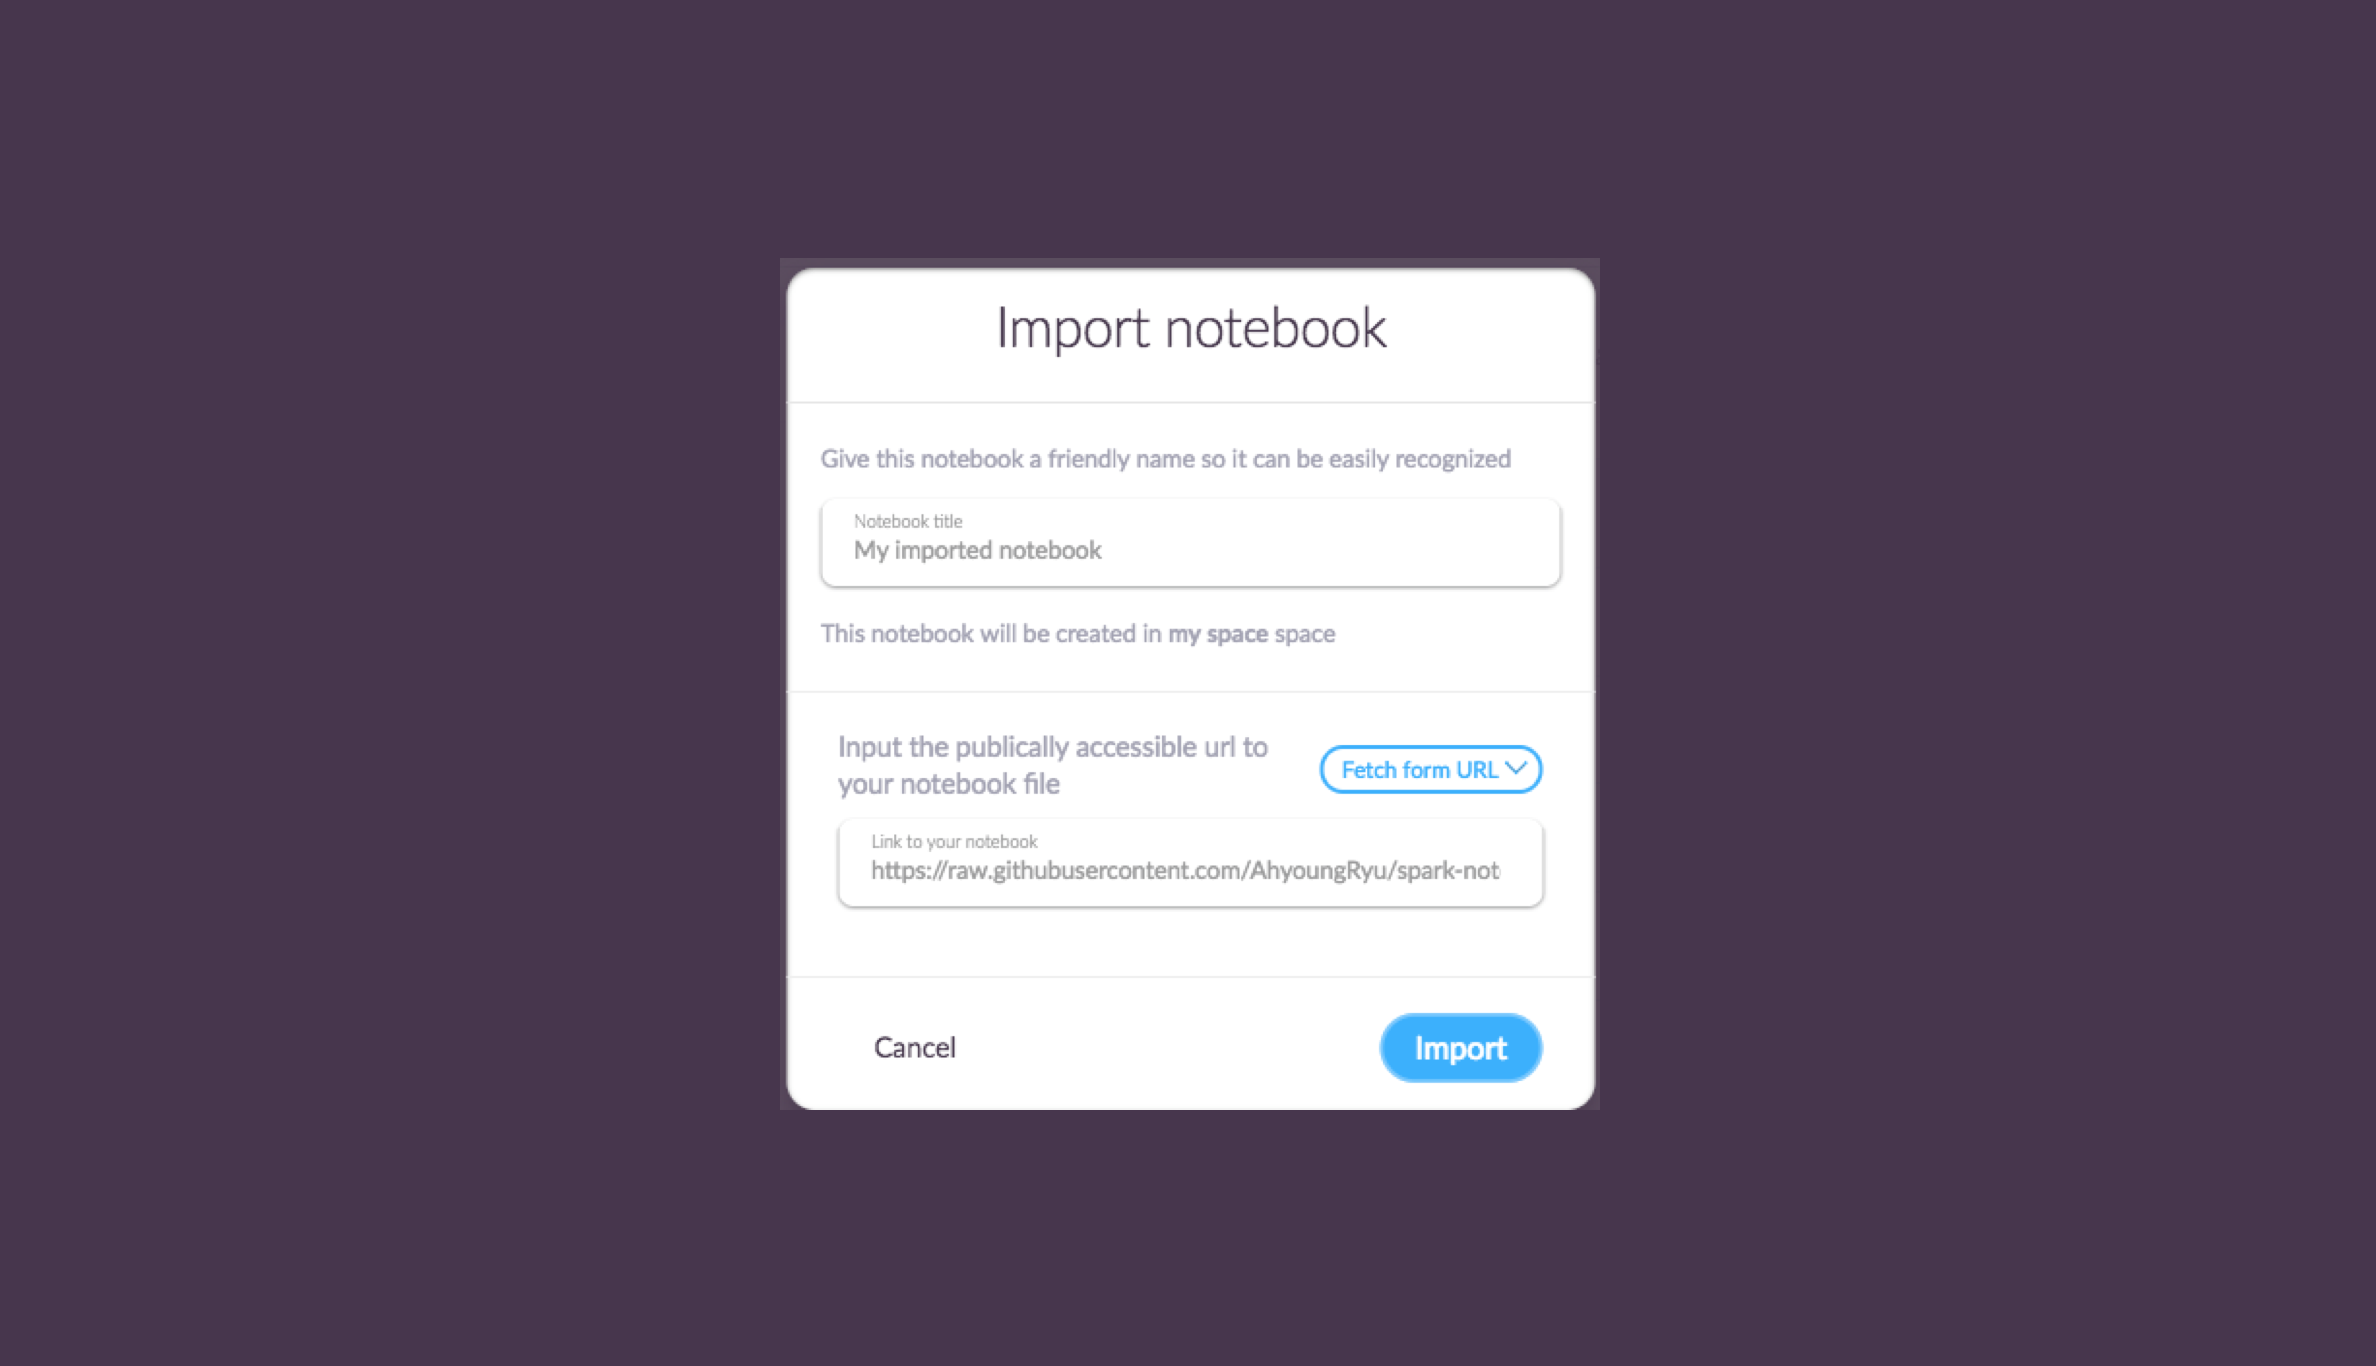 Import notebook
Give this notebook a friendly name so it can be easily recognized
Notebook title
My imported notebook
This notebook will be created in my space space
Input the publically accessible url to
your notebook file
Fetch form URL
Link to your notebook
https://raw.githubusercontent.com/AhyoungRyu/spark-not
Cancel
Import